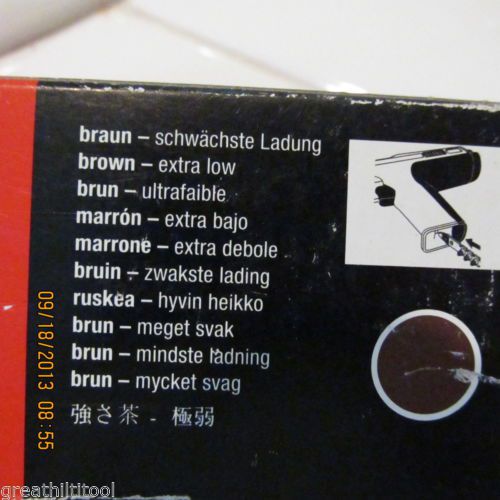 braun – schwächste Ladung
brown – extra low
brun – ultrafaible
marrón – extra bajo
marrone – extra debole
bruin – zwakste lading
ruskea – hyvin heikko
brun – meget svak
brun – mindste ladning
brun – mycket svag
強さ茶 - 極弱
09/18/2013 08:55
greathiltitool